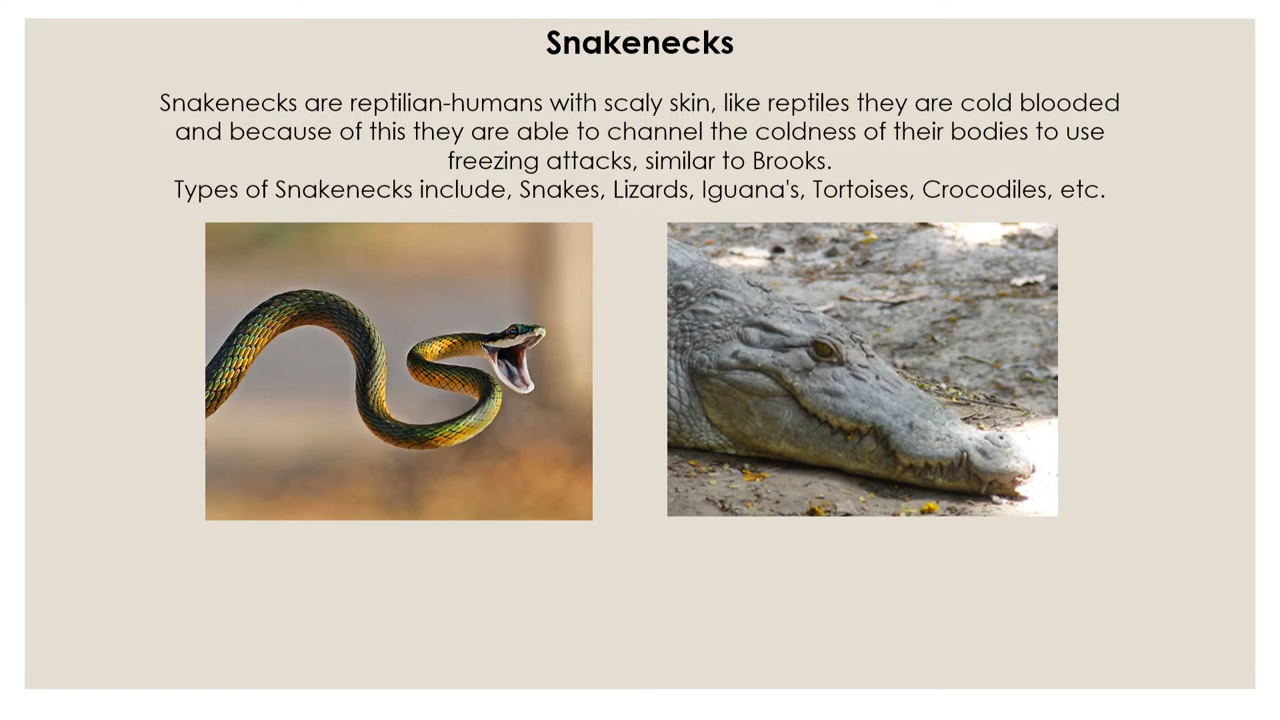 Snakenecks
Snakenecks are reptilian-humans with scaly skin, like reptiles they are cold blooded
and because of this they are able to channel the coldness of their bodies to use
freezing attacks, similar to Brooks.
Types of Snakenecks include, Snakes, Lizards, Iguana's, Tortoises, Crocodiles, etc.